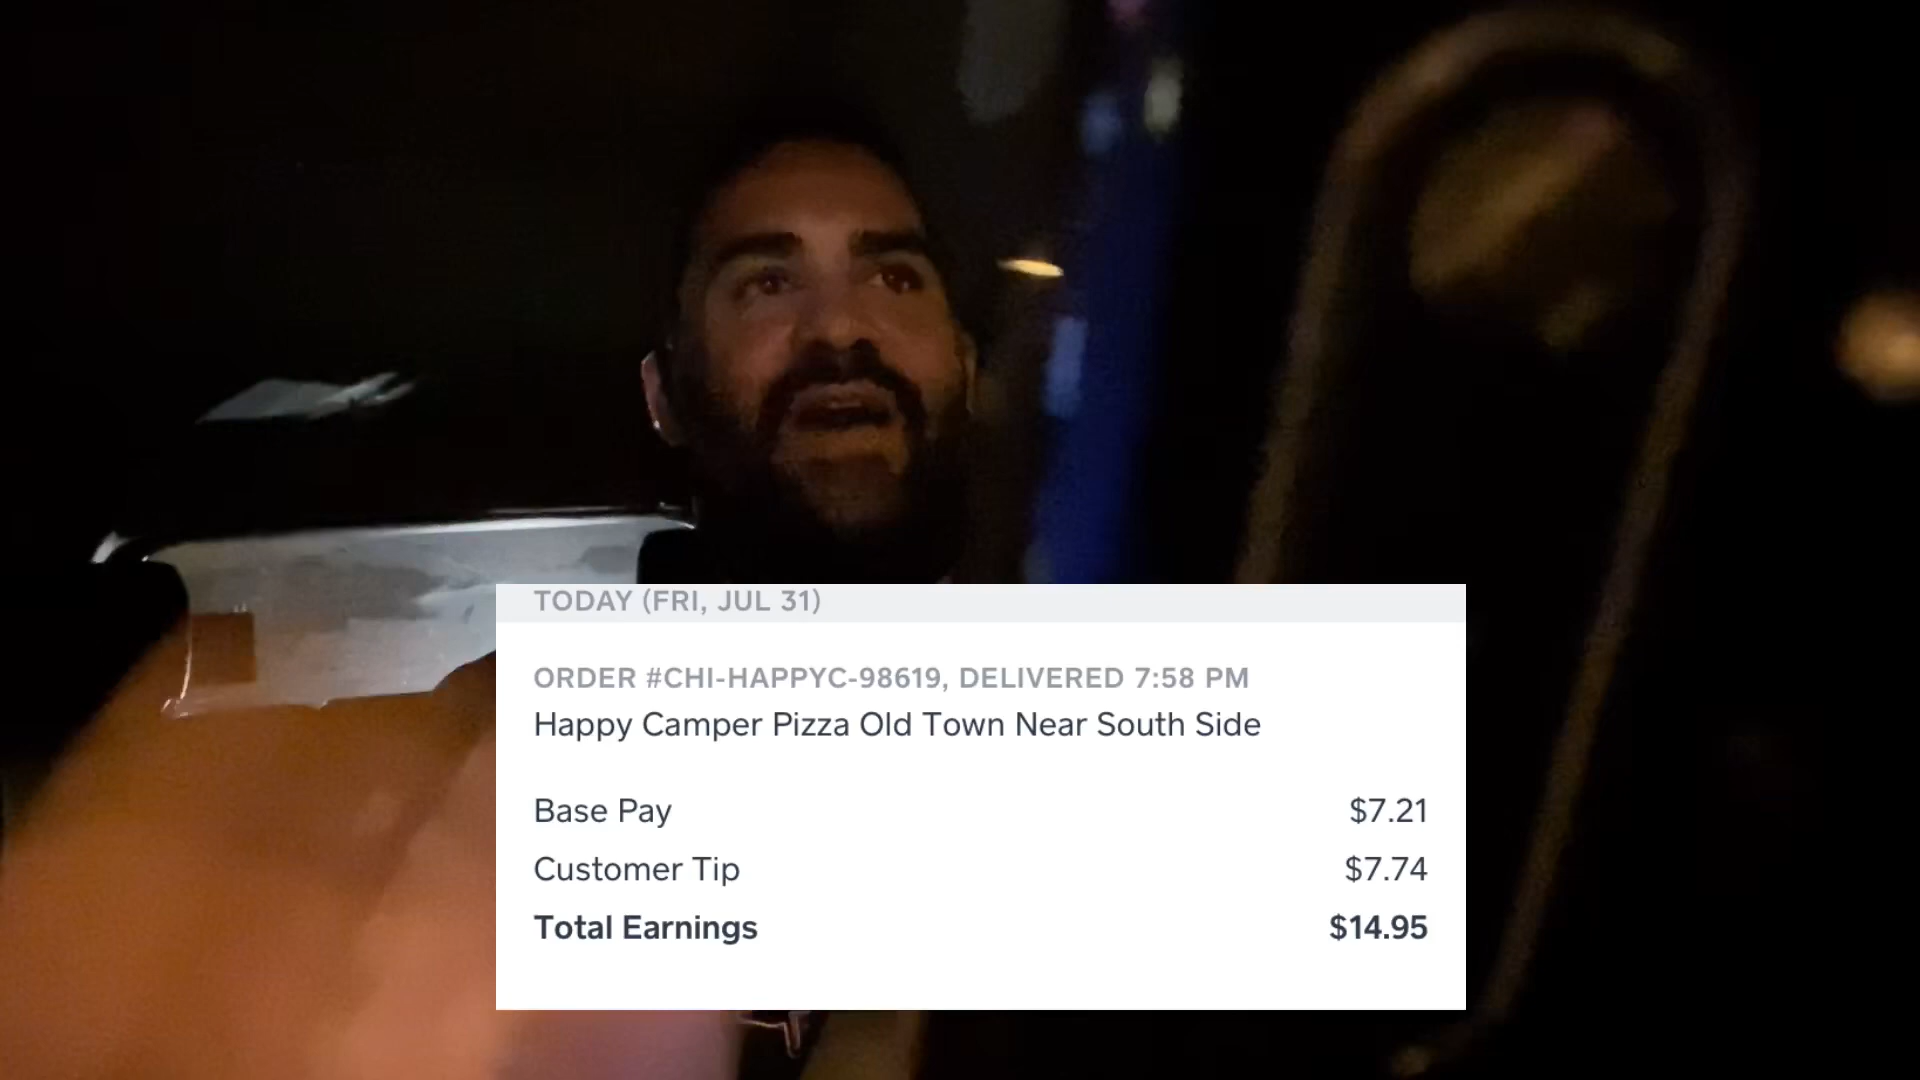 TODAY (FRI, JUL 31)
ORDER #CHI-HAPPYC-98619, DELIVERED 7:58 PM
Happy Camper Pizza Old Town Near South Side
Base Pay $7.21
Customer Tip $7.74
Total Earnings $14.95